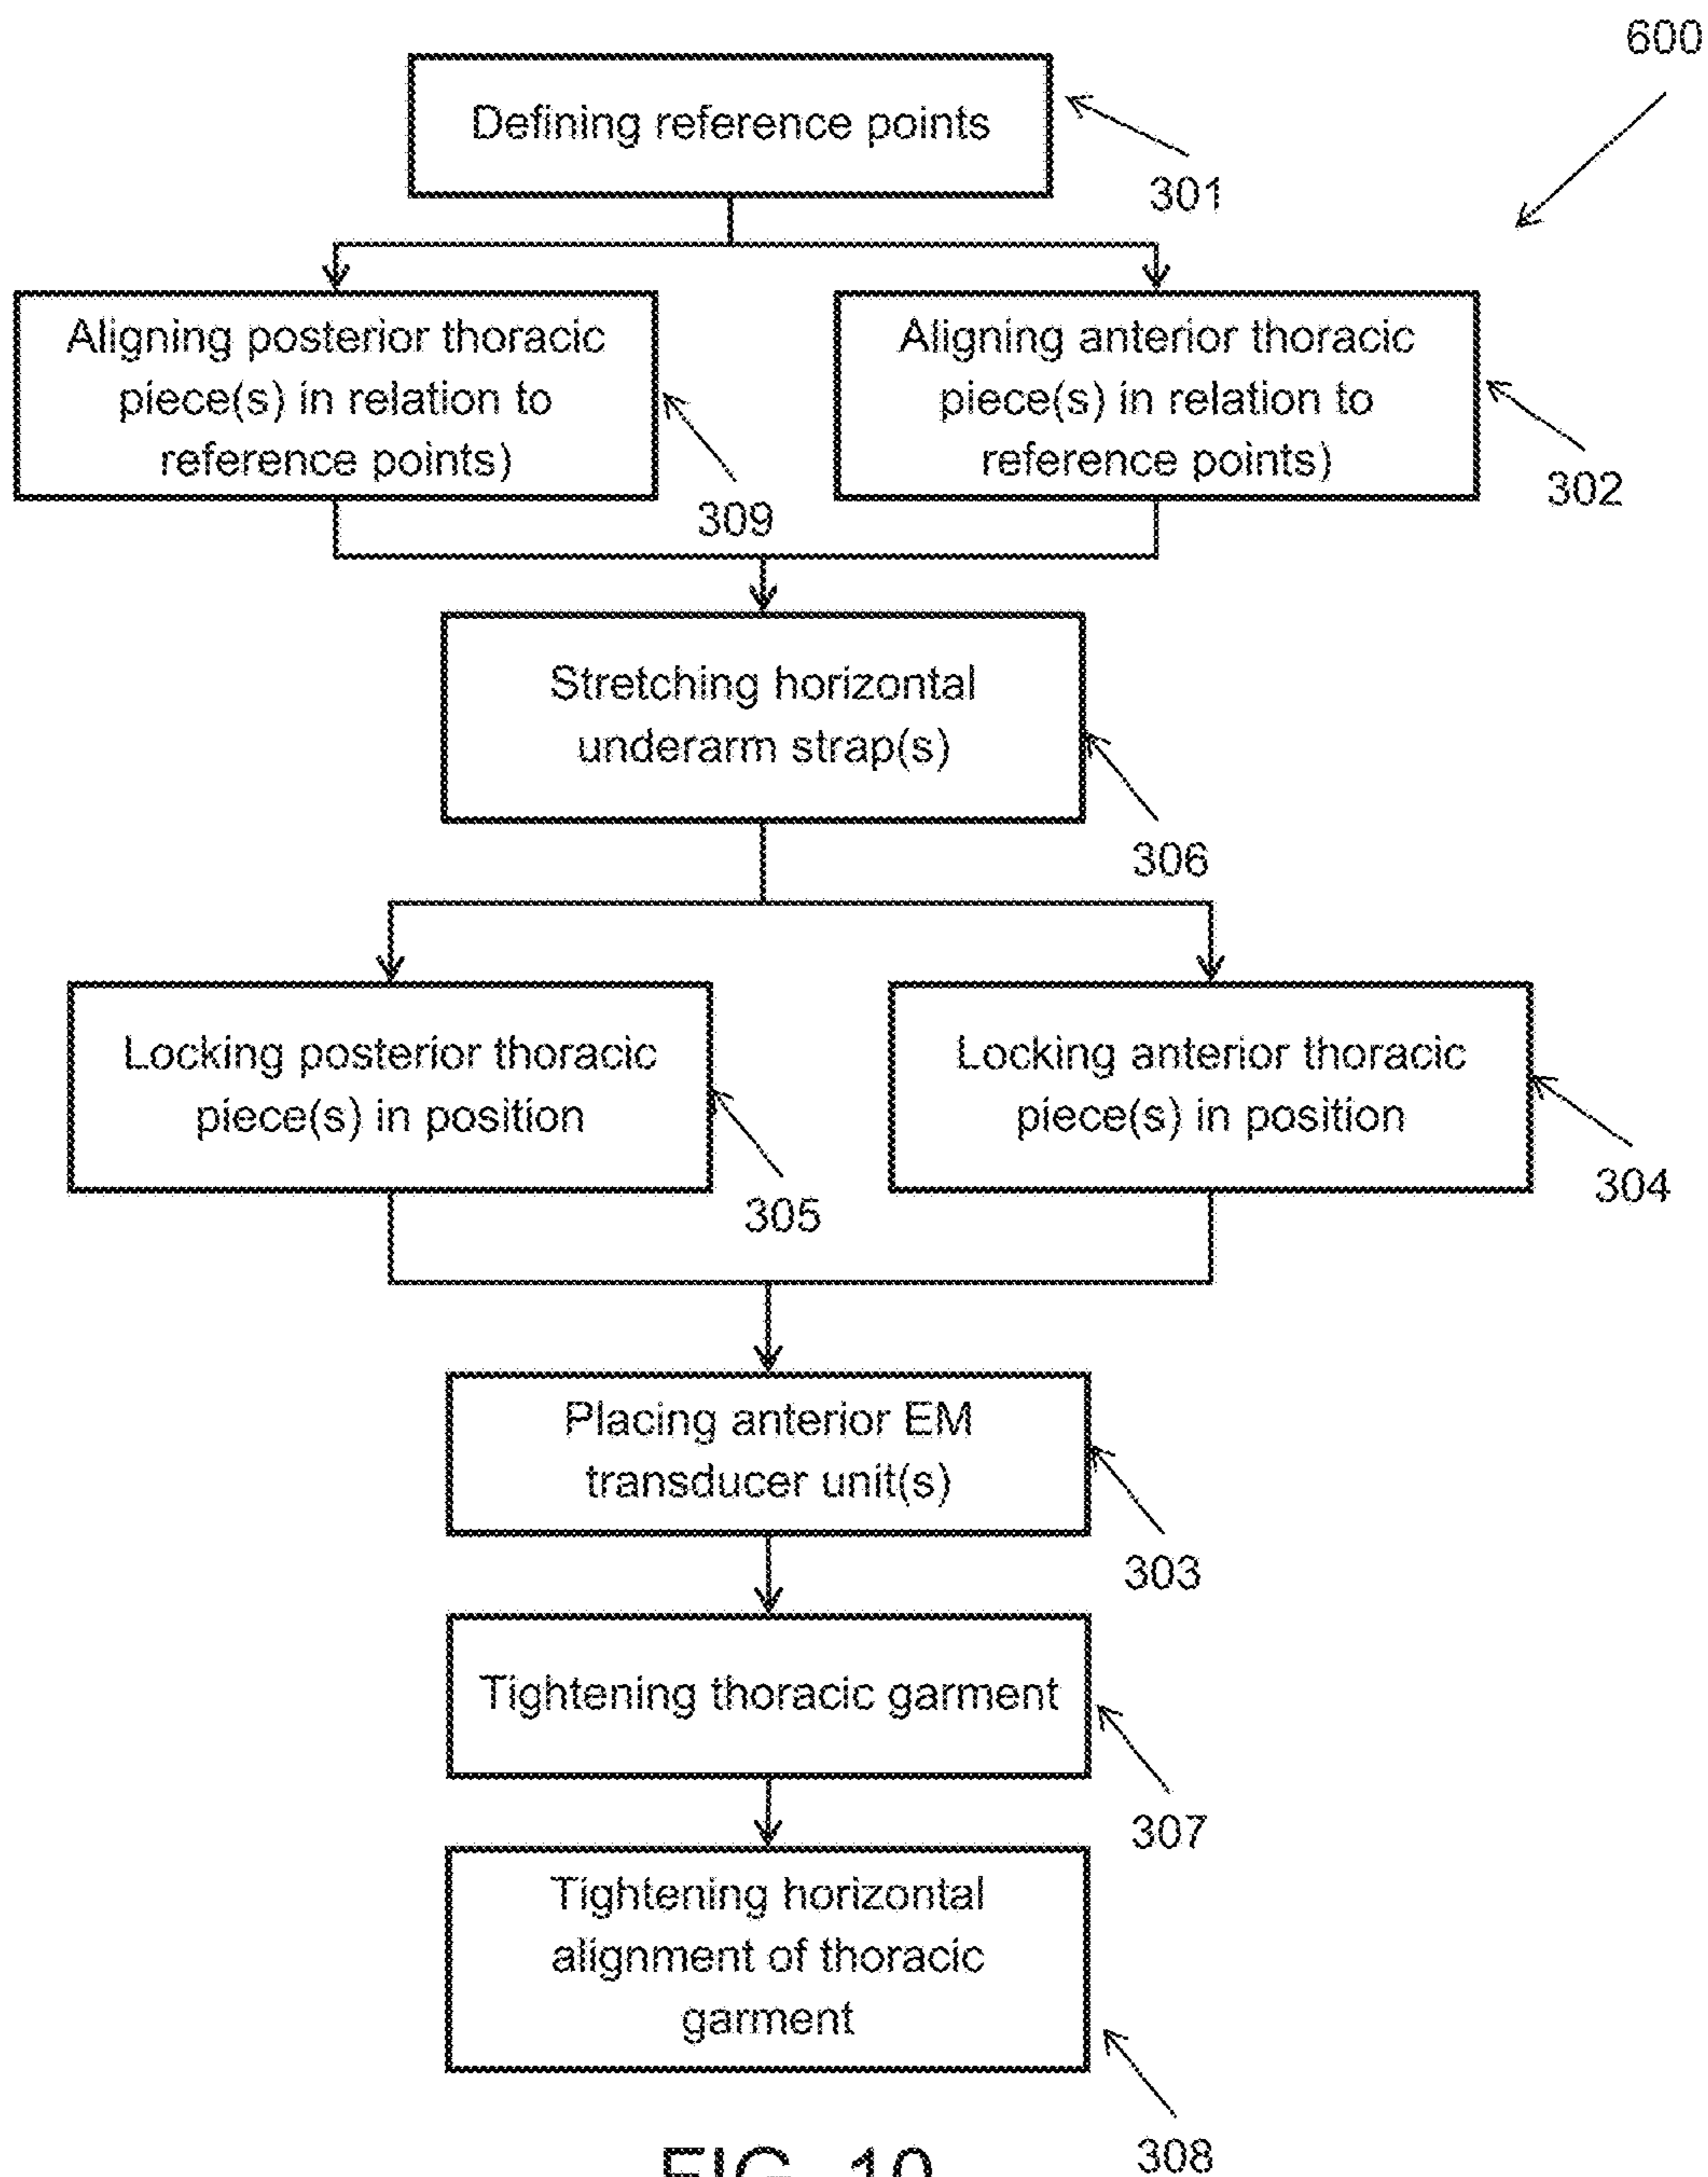 600
Defining reference points
301
Aligning posterior thoracic
piece(s) in relation to
reference points)
309
Aligning anterior thoracic
piece(s) in relation to
reference points)
302
Stretching horizontal
underarm strap(s)
306
Locking posterior thoracic
piece(s) in position
305
Locking anterior thoracic
piece(s) in position
304
Placing anterior EM
transducer unit(s)
303
Tightening thoracic garment
307
Tightening horizontal
alignment of thoracic
garment
308
FIG. 10